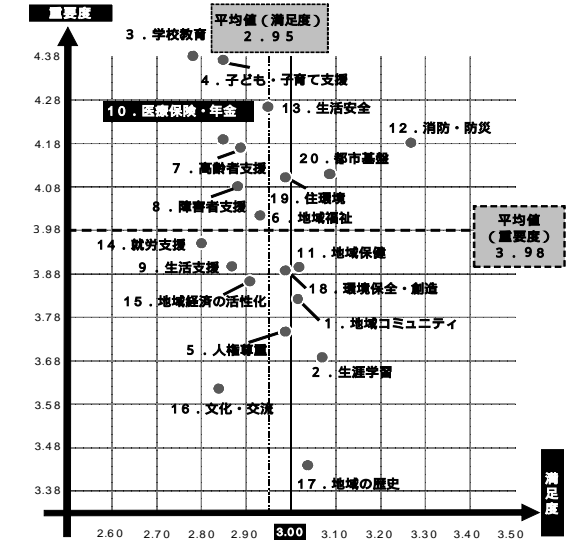 重要度
平均値（満足度）
２.９５
３．学校教育
4.38
４．子ども・子育て支援
4.28
１０．医療保険・年金
１３．生活安全
１２．消防・防災
4.18
２０．都市基盤
７．高齢者支援
4.08
１９．住環境
８．障害者支援
６．地域福祉
平均値
（重要度）
３.９８
3.98
１４．就労支援
１１．地域保健
９．生活支援
3.88
１８．環境保全・創造
１５．地域経済の活性化
3.78
１．地域コミュニティ
５．人権尊重
3.68
２．生涯学習
3.58
１６．文化・交流
3.48
満足度
１７．地域の歴史
3.38
2.60 2.70 2.80 2.90 3.00 3.10 3.20 3.30 3.40 3.50